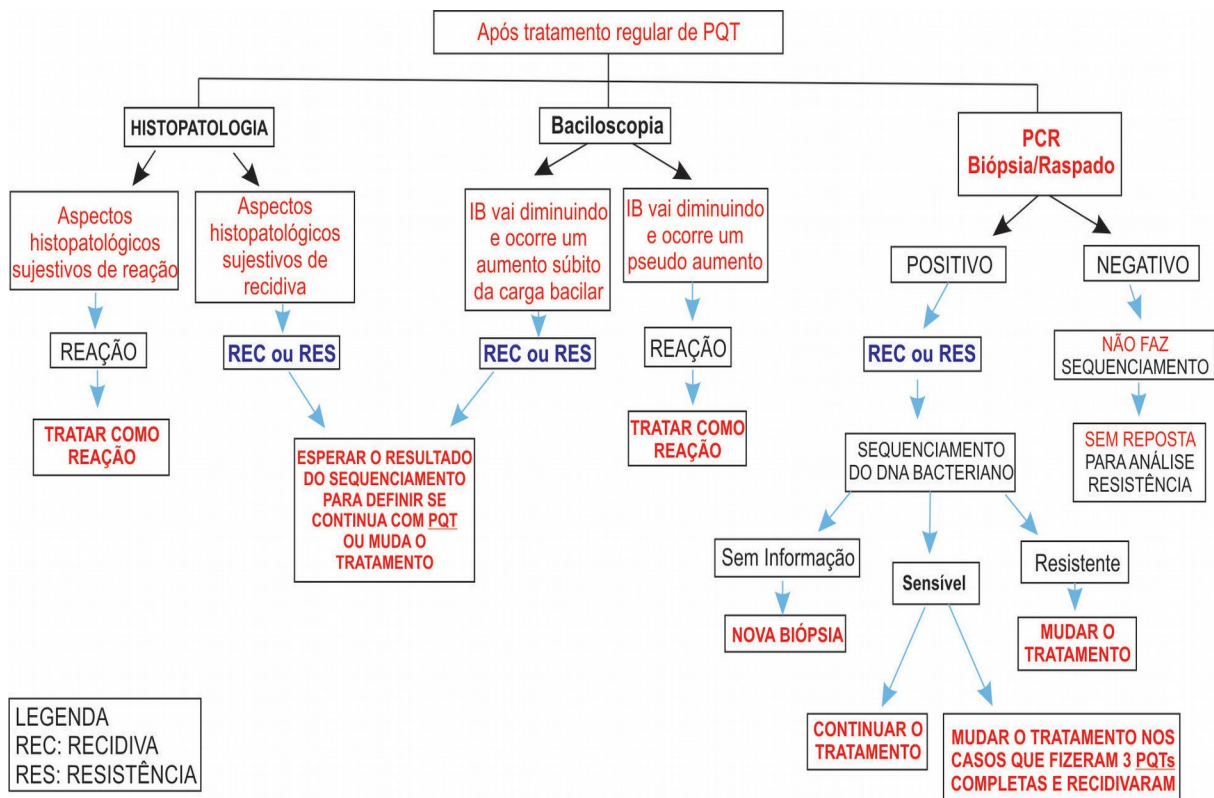 Após tratamento regular de PQT
HISTOPATOLOGIA
Aspectos
histopatológicos
sujestivos de reação
REAÇÃO
TRATAR COMO
REAÇÃO
Aspectos
histopatológicos
sujestivos de
recidiva
REC ou RES
Baciloscopia
IB vai diminuindo
e ocorre um
aumento súbito
da carga bacilar
REC ou RES
ESPERAR O RESULTADO
DO SEQUENCIAMENTO
PARA DEFINIR SE
CONTINUA COM PQT
OU MUDA O
TRATAMENTO
IB vai diminuindo
e ocorre um
pseudo aumento
REAÇÃO
TRATAR COMO
REAÇÃO
PCR
Biópsia/Raspado
POSITIVO
REC ou RES
SEQUENCIAMENTO
DO DNA BACTERIANO
Sem Informação
NOVA BIÓPSIA
Sensível
CONTINUAR O
TRATAMENTO
MUDAR O TRATAMENTO NOS
CASOS QUE FIZERAM 3 PQTs
COMPLETAS E RECIDIVARAM
Resistente
MUDAR O
TRATAMENTO
NEGATIVO
NÃO FAZ
SEQUENCIAMENTO
SEM REPOSTA
PARA ANÁLISE
RESISTÊNCIA
LEGENDA
REC: RECIDIVA
RES: RESISTÊNCIA